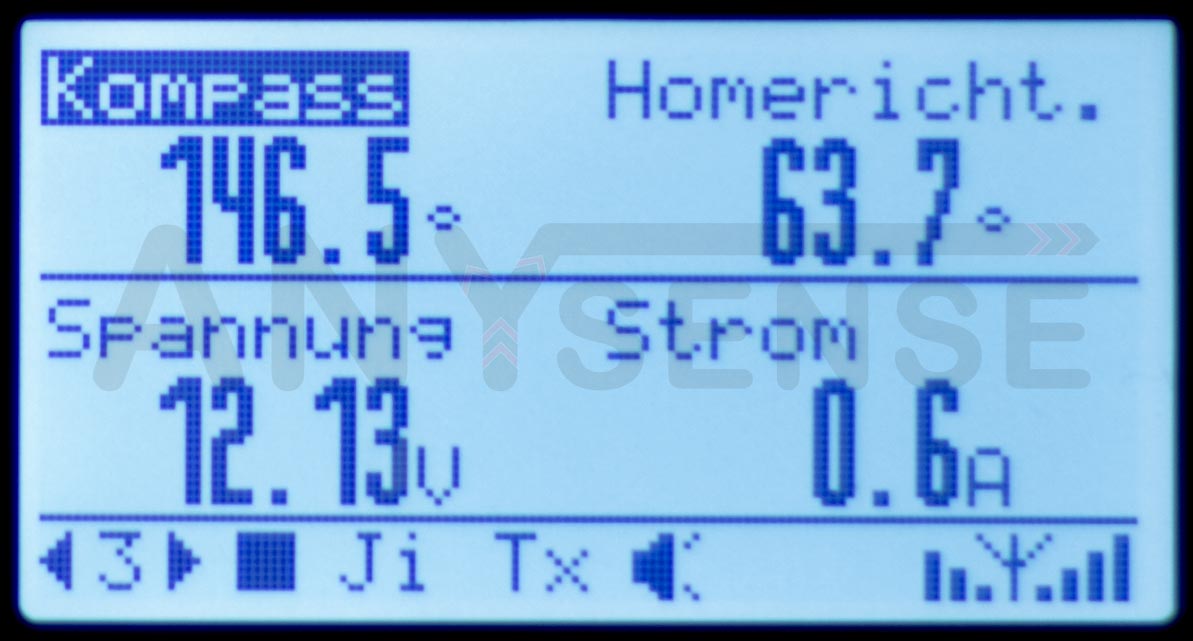 Kompass Homericht.
146.5° 63.7°
ANYSENSE
Spannung Strom
12.13V 0.6A
3 Ji Tx